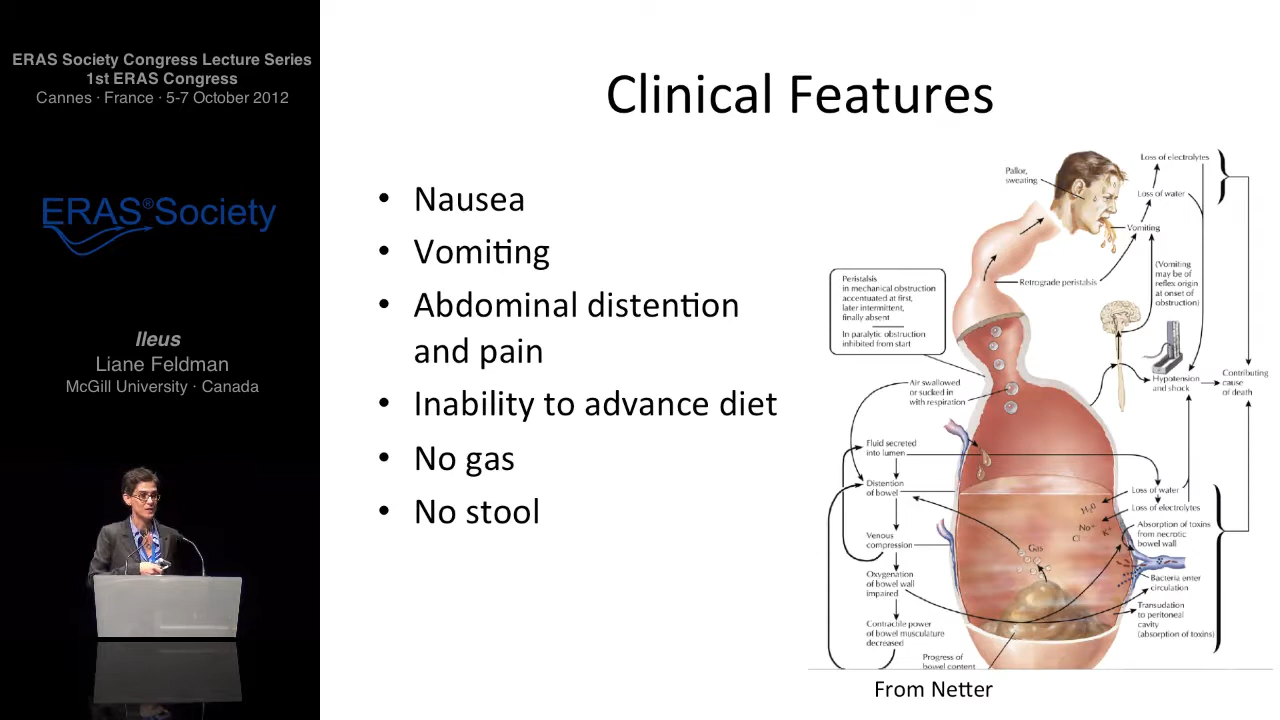 ERAS Society Congress Lecture Series
1st ERAS Congress
Cannes · France · 5-7 October 2012
ERAS®Society
Ileus
Liane Feldman
McGill University · Canada
Clinical Features
• Nausea
• Vomiting
• Abdominal distention
and pain
• Inability to advance diet
• No gas
• No stool
Loss of electrolytes
Pallor,
sweating
Loss of water
Vomiting
(Vomiting
may be of
reflex origin
at onset of
obstruction)
Retrograde peristalsis
Peristalsis
in mechanical obstruction
accentuated at first,
later intermittent,
finally absent
In paralytic obstruction
inhibited from start
Air swallowed
or sucked in
with respiration
Hypotension
and shock
Contributing
cause
of death
Fluid secreted
into lumen
Distention
of bowel
Venous
compression
Oxygenation
of bowel wall
impaired
Contractile power
of bowel musculature
decreased
Progress of
bowel content
Gas
H₂O
Na+
K+
Cl
Loss of water
Loss of electrolytes
Absorption of toxins
from necrotic
bowel wall
Bacteria enter
circulation
Transudation
to peritoneal
cavity
(absorption of toxins)
From Netter